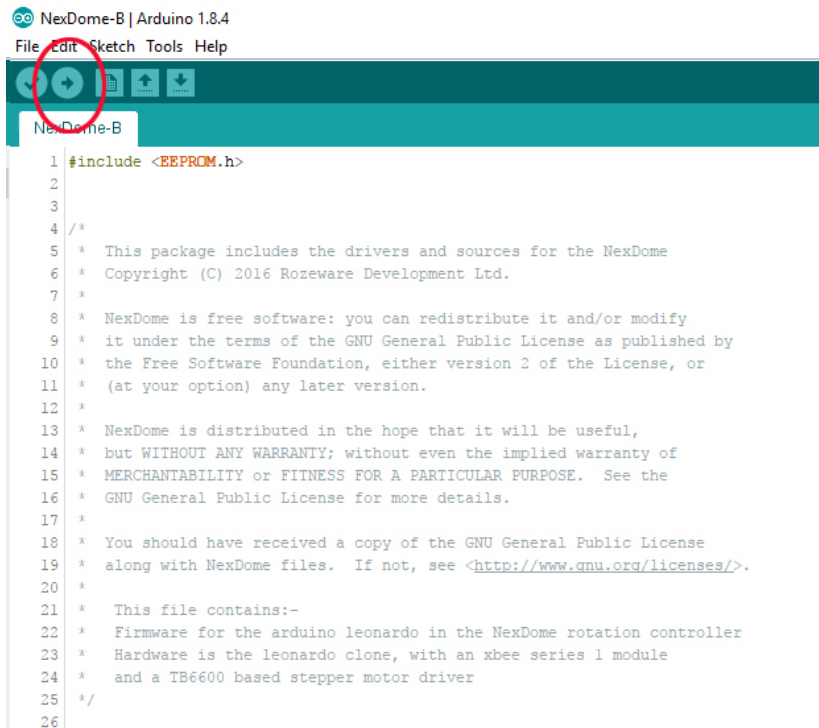 NexDome-B | Arduino 1.8.4
File Edit Sketch Tools Help
NexDome-B
1 #include <EEPROM.h>
2
3
4 /*
5  *  This package includes the drivers and sources for the NexDome
6  *  Copyright (C) 2016 Rozeware Development Ltd.
7  *
8  *  NexDome is free software: you can redistribute it and/or modify
9  *  it under the terms of the GNU General Public License as published by
10  *  the Free Software Foundation, either version 2 of the License, or
11  *  (at your option) any later version.
12  *
13  *  NexDome is distributed in the hope that it will be useful,
14  *  but WITHOUT ANY WARRANTY; without even the implied warranty of
15  *  MERCHANTABILITY or FITNESS FOR A PARTICULAR PURPOSE.  See the
16  *  GNU General Public License for more details.
17  *
18  *  You should have received a copy of the GNU General Public License
19  *  along with NexDome files.  If not, see <http://www.gnu.org/licenses/>.
20  *
21  *   This file contains:-
22  *   Firmware for the arduino leonardo in the NexDome rotation controller
23  *   Hardware is the leonardo clone, with an xbee series 1 module
24  *   and a TB6600 based stepper motor driver
25  */
26